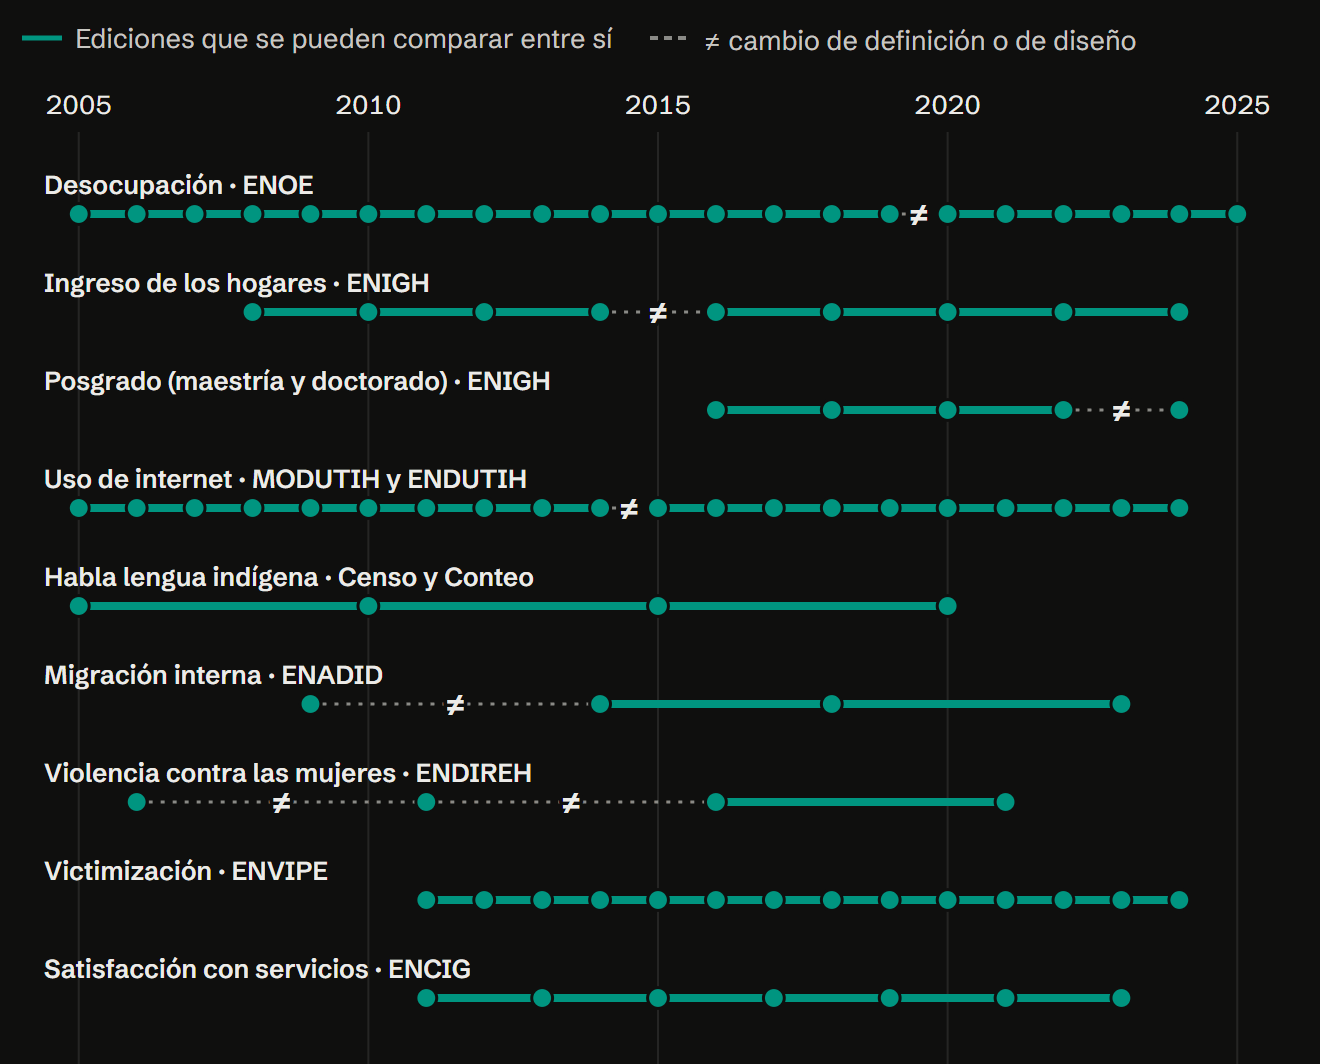 Ediciones que se pueden comparar entre sí ≠ cambio de definición o de diseño
2005 2010 2015 2020 2025
Desocupación · ENOE
≠
Ingreso de los hogares · ENIGH
≠
Posgrado (maestría y doctorado) · ENIGH
≠
Uso de internet · MODUTIH y ENDUTIH
≠
Habla lengua indígena · Censo y Conteo
Migración interna · ENADID
≠
Violencia contra las mujeres · ENDIREH
≠ ≠
Victimización · ENVIPE
Satisfacción con servicios · ENCIG